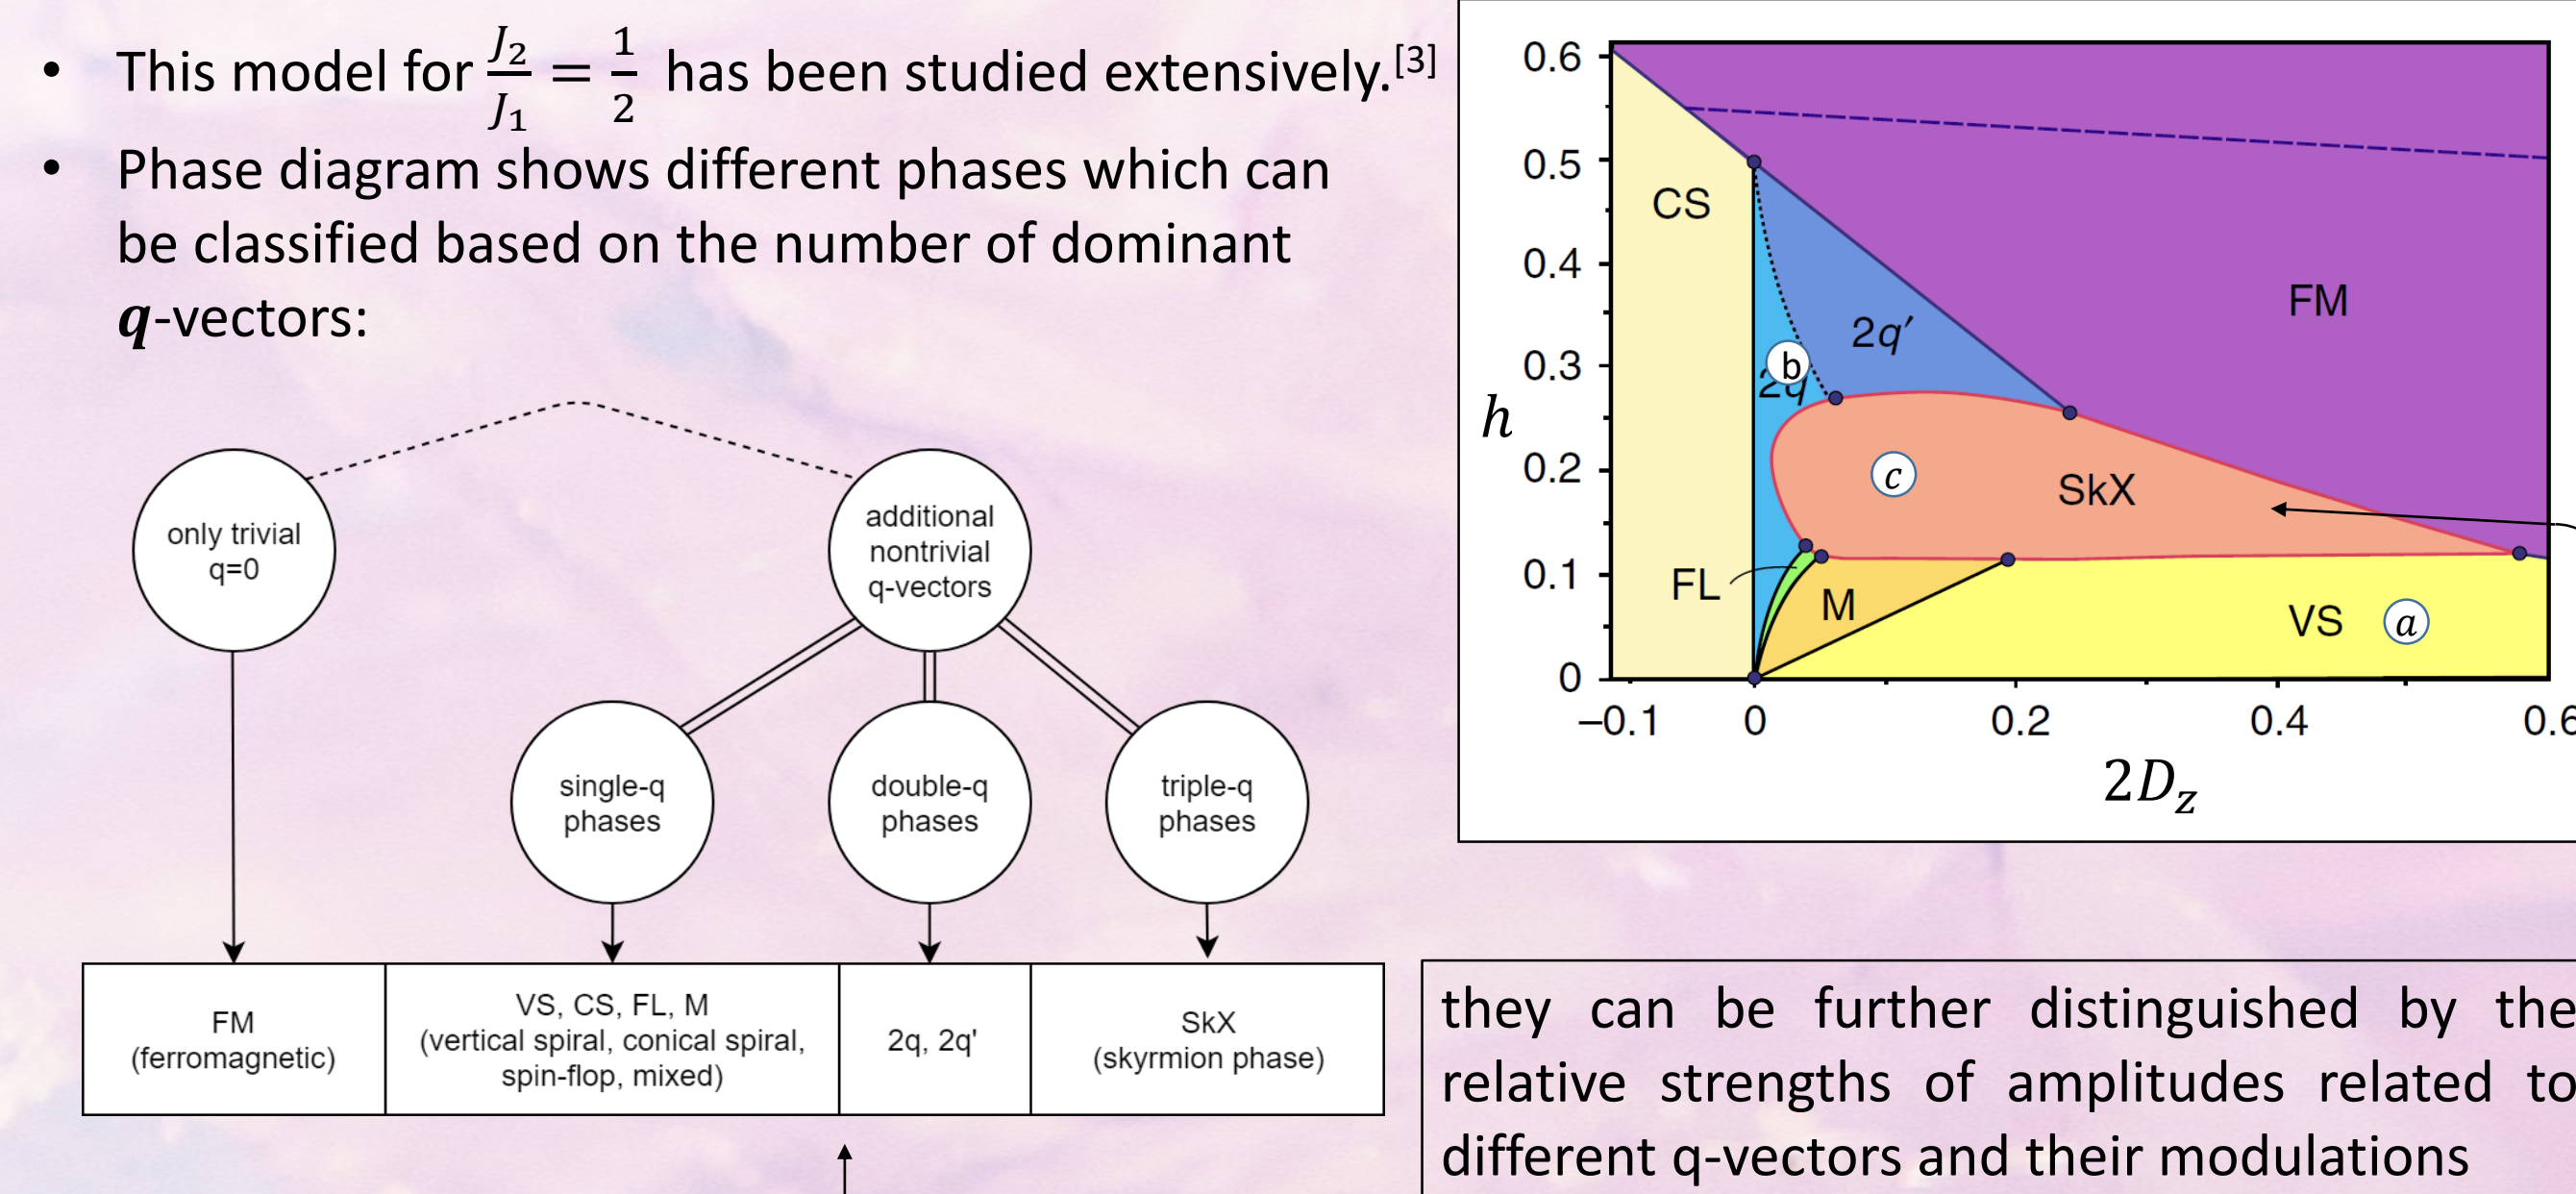 • This model for J₂/J₁ = 1/2 has been studied extensively.[3]
• Phase diagram shows different phases which can
be classified based on the number of dominant
q-vectors:
only trivial
q=0
additional
nontrivial
q-vectors
single-q
phases
double-q
phases
triple-q
phases
FM
(ferromagnetic)
VS, CS, FL, M
(vertical spiral, conical spiral,
spin-flop, mixed)
2q, 2q'
SkX
(skyrmion phase)
0.6
0.5
0.4
0.3
0.2
0.1
0
h
CS
FM
2q′
b
2q
c
SkX
FL
M
VS
a
−0.1
0
0.2
0.4
0.6
2D_z
they can be further distinguished by the
relative strengths of amplitudes related to
different q-vectors and their modulations